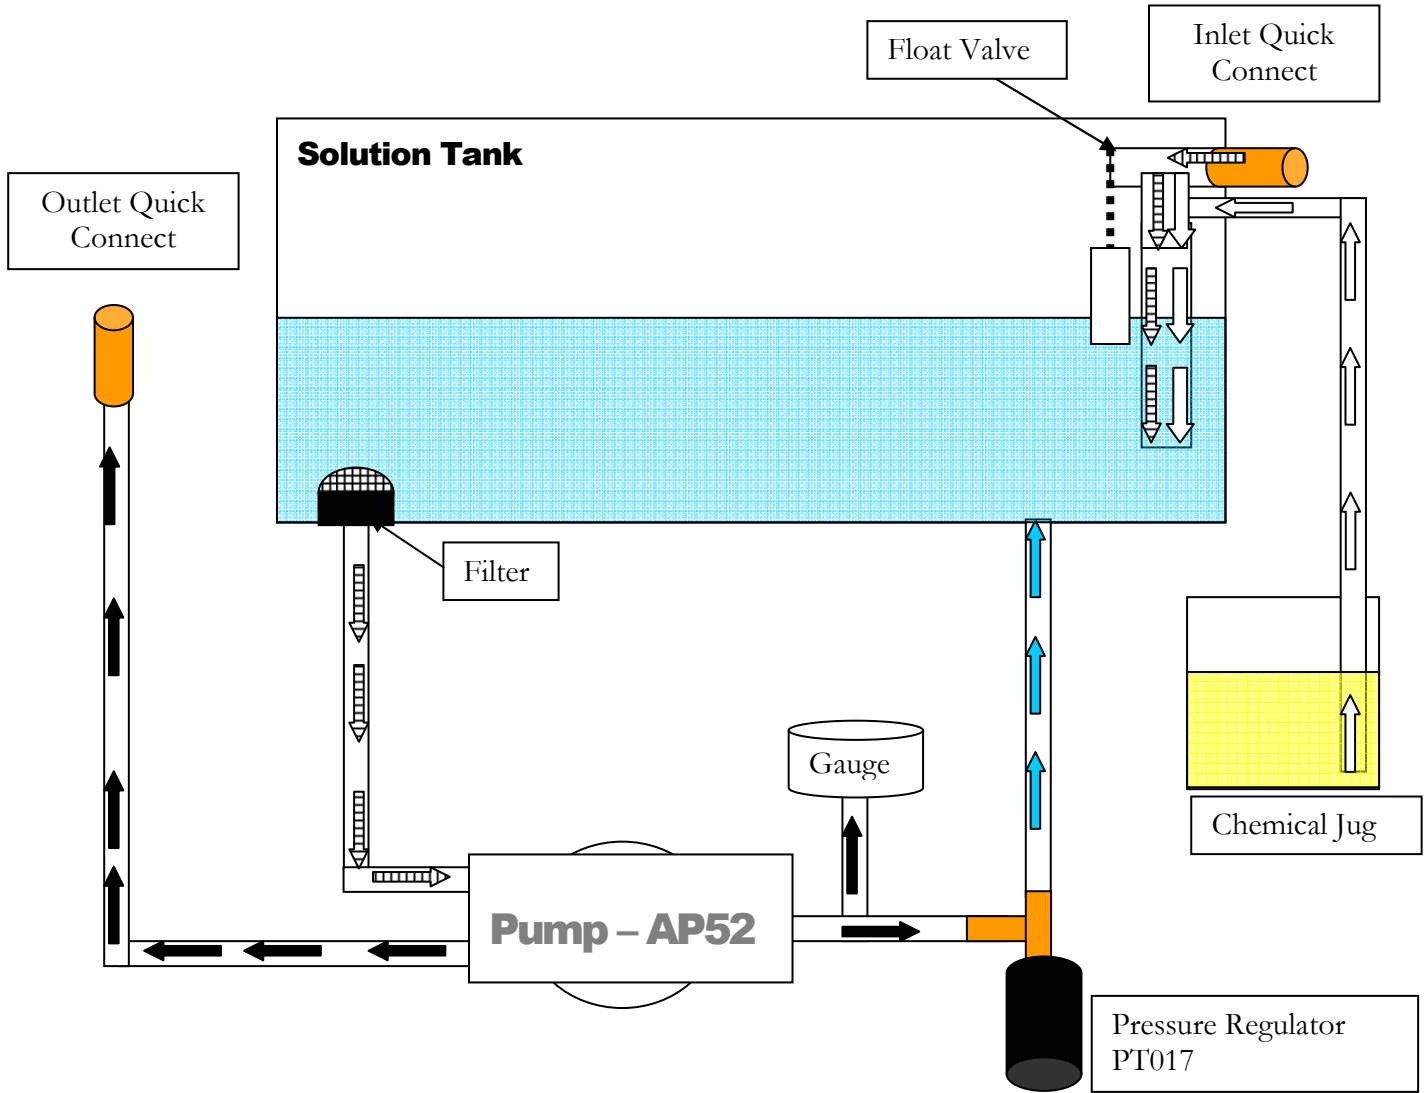 Float Valve
Inlet Quick
Connect
Solution Tank
Outlet Quick
Connect
Filter
Gauge
Chemical Jug
Pump – AP52
Pressure Regulator
PT017